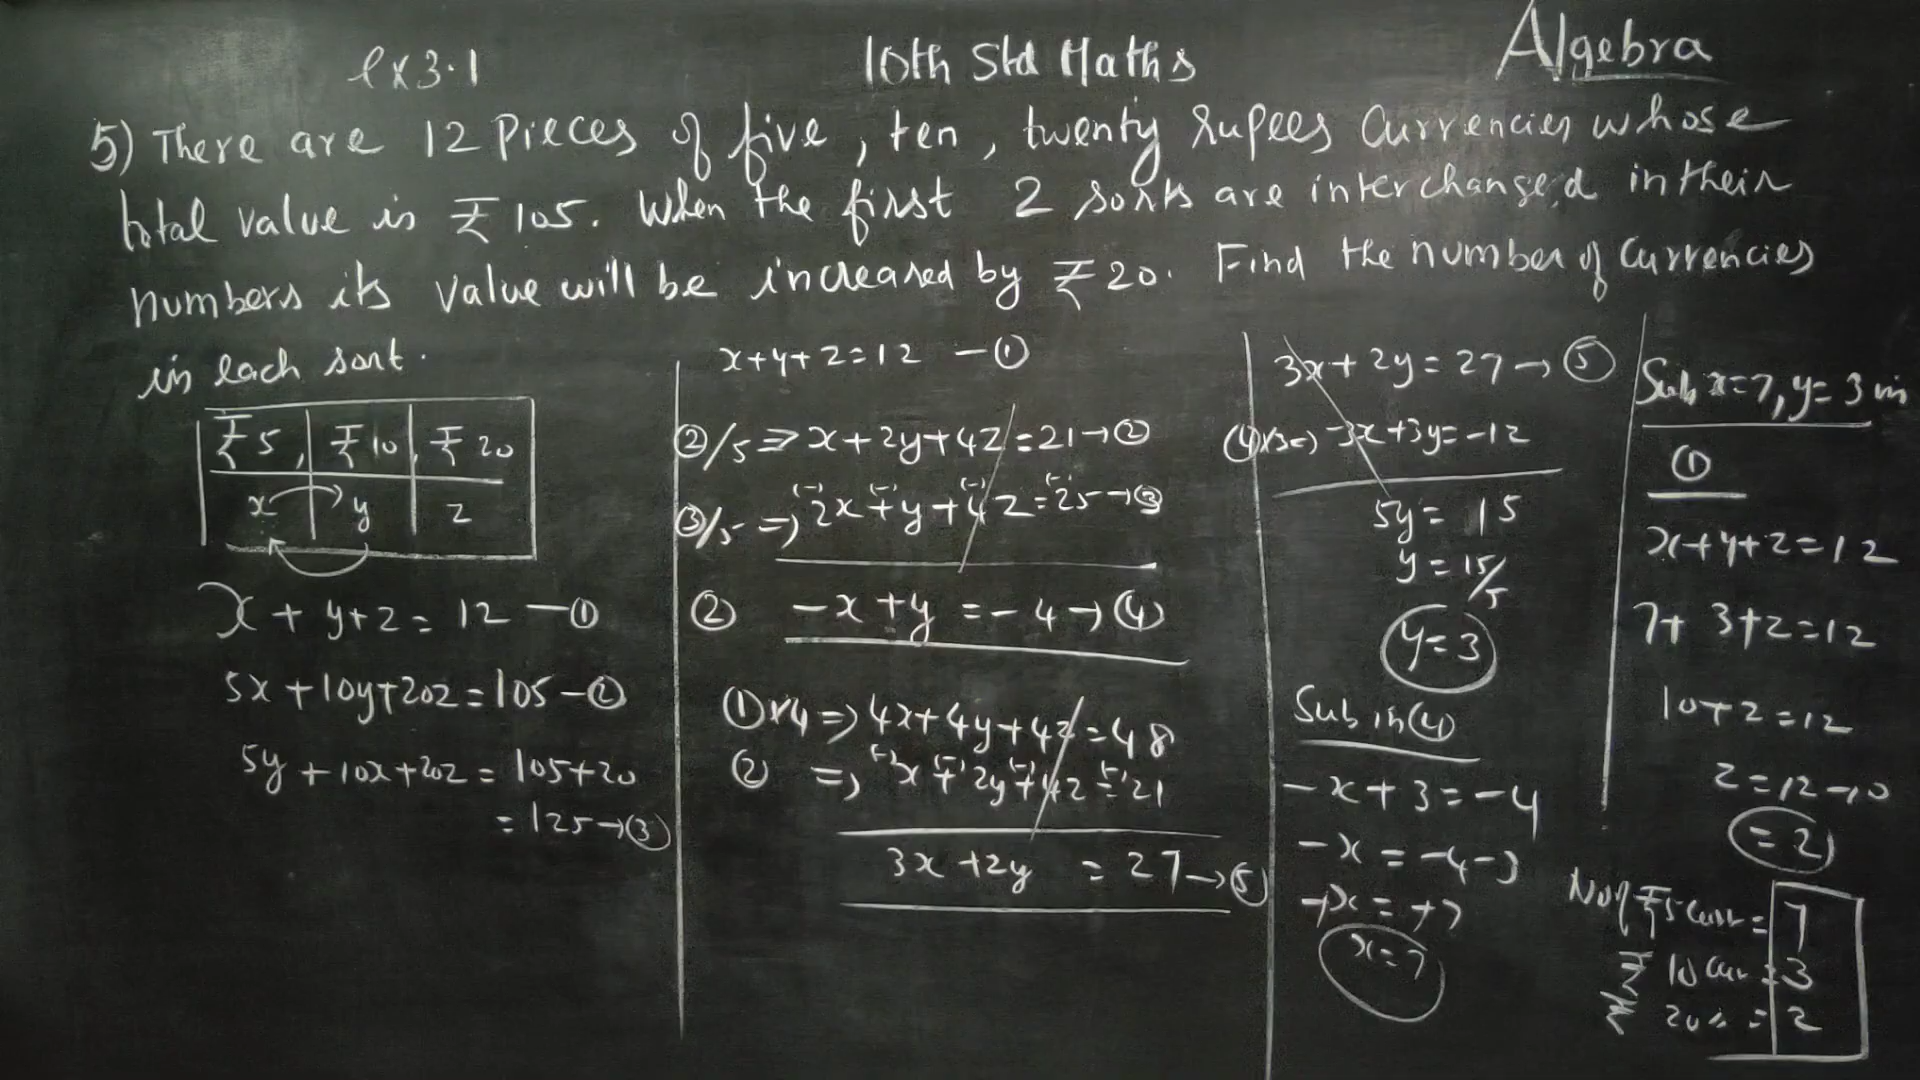 ex 3.1
10th Std Maths
Algebra
5) There are 12 Pieces of five, ten, twenty rupees Currencies whose
total value is ₹ 105. When the first 2 sorts are interchanged in their
numbers its value will be increased by ₹ 20. Find the number of Currencies
in each sort.
₹ 5, ₹ 10, ₹ 20
x y z
x + y + z = 12 — ①
5x + 10y + 20z = 105 — ②
5y + 10x + 20z = 105 + 20
= 125 → ③
x + y + z = 12 — ①
②/5 ⇒ x + 2y + 4z = 21 → ②
③/5 ⇒ 2x + y + 4z = 25 → ③
(-) (-) (-) (-)
② -x + y = -4 → ④
① x 4 ⇒ 4x + 4y + 4z = 48
② ⇒ x + 2y + 4z = 21
(-) (-) (-) (-)
3x + 2y = 27 → ⑤
3x + 2y = 27 → ⑤
④ x 3 ⇒ -3x + 3y = -12
5y = 15
y = 15/5
y = 3
Sub in ④
-x + 3 = -4
-x = -4 - 3
+x = +7
x = 7
Sub x = 7, y = 3 in
①
x + y + z = 12
7 + 3 + z = 12
10 + z = 12
z = 12 - 10
= 2
No of ₹ 5 Curr = 7
₹ 10 Cur = 3
₹ 20 s = 2